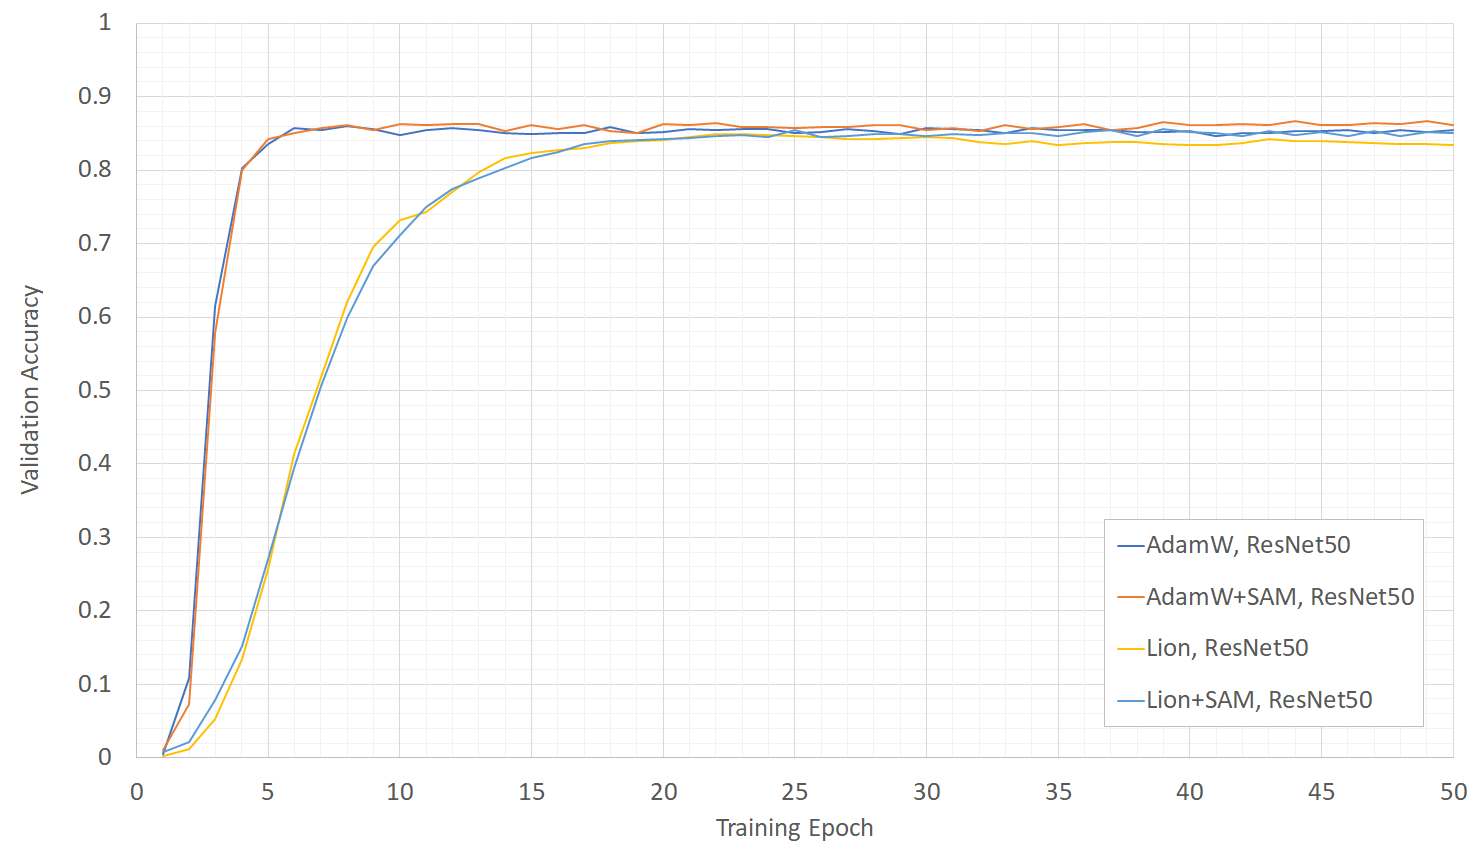 1
0.9
0.8
0.7
0.6
0.5
0.4
0.3
0.2
0.1
0
Validation Accuracy
AdamW, ResNet50
AdamW+SAM, ResNet50
Lion, ResNet50
Lion+SAM, ResNet50
0 5 10 15 20 25 30 35 40 45 50
Training Epoch